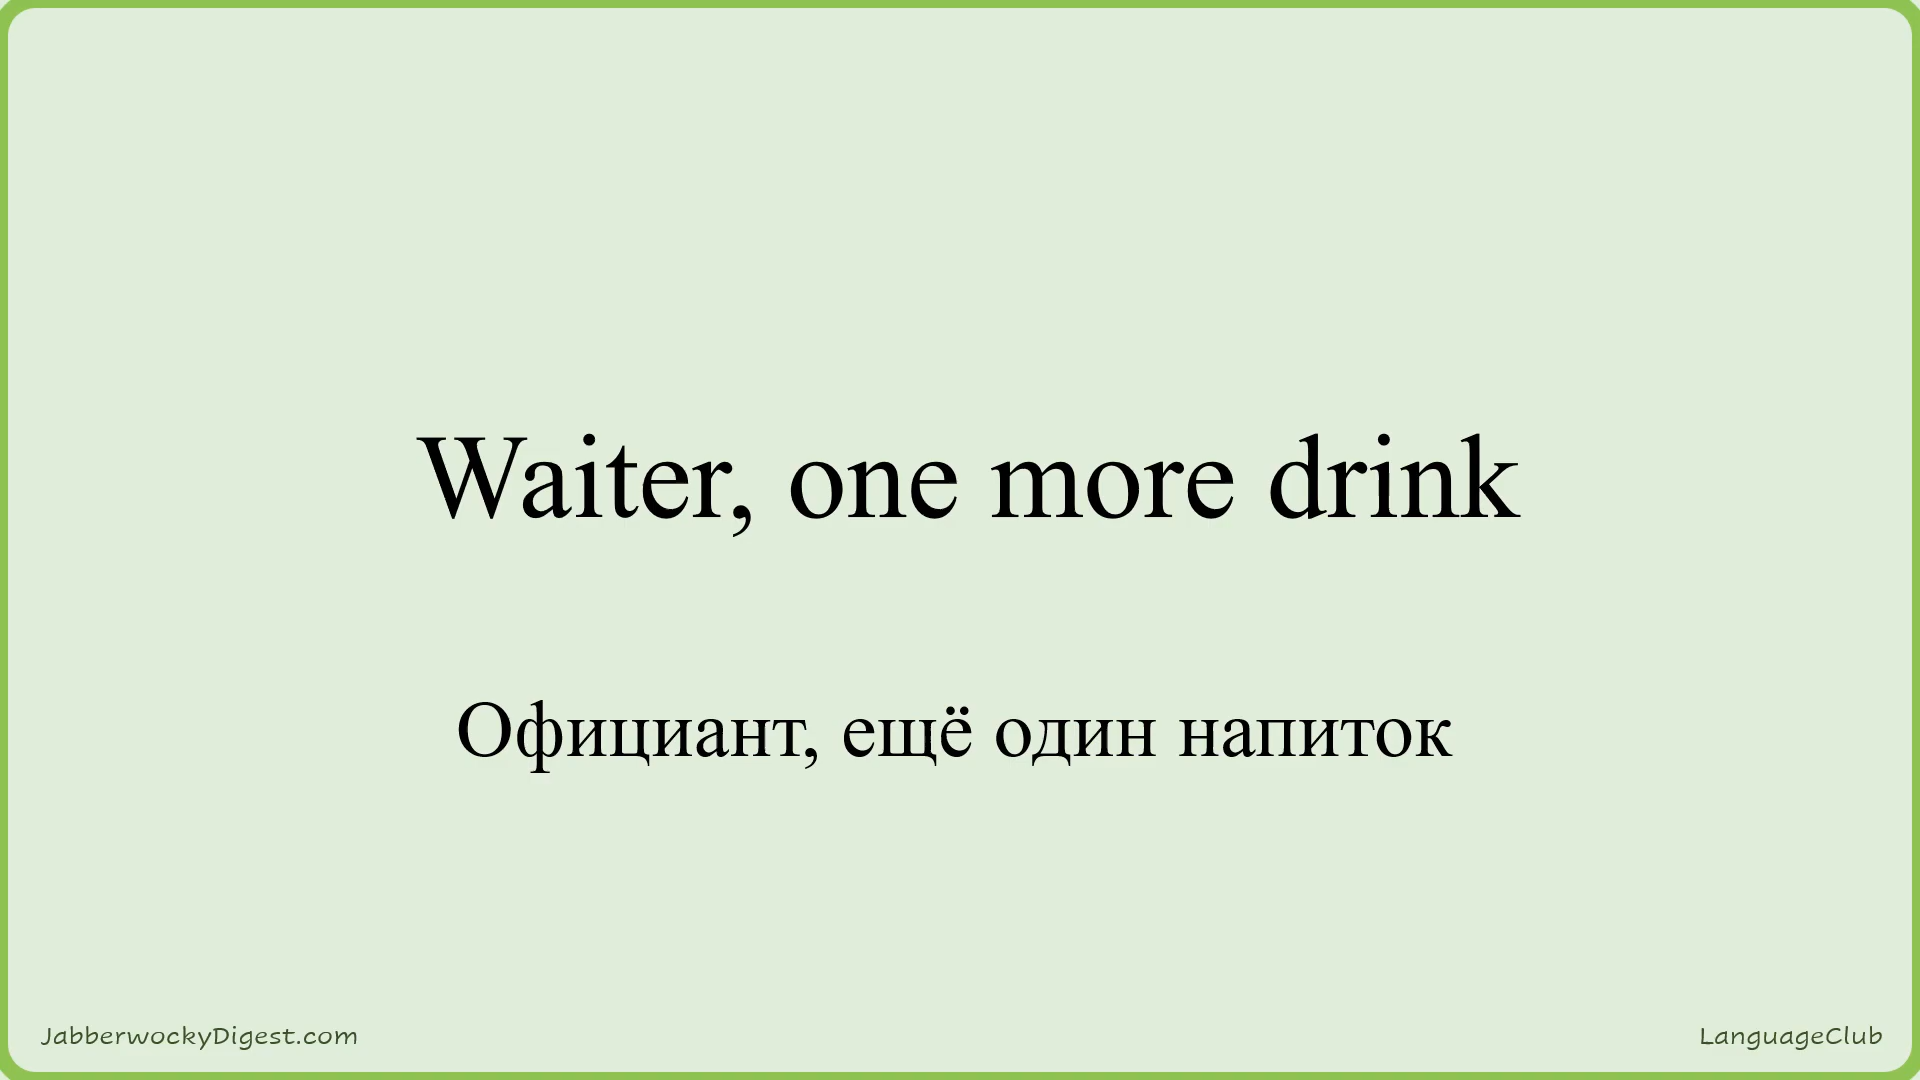 Waiter, one more drink
Официант, ещё один напиток
JabberwockyDigest.com
LanguageClub